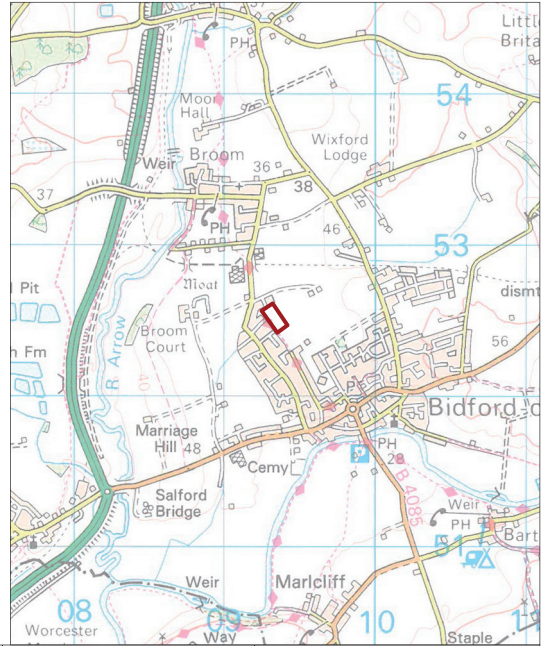 Littl
PH
Brita
54
Moor
Hall
Wixford
Lodge
Broom
Weir
36
38
37
46
PH
53
Pit
Moat
dismt
Fm
Broom
Court
R Arrow
40
56
Bidford-o
Marriage
Hill
48
PH
28
Cemy
B 4085
Salford
Bridge
Weir
PH
Bart
51
Weir
Marlcliff
08
09
10
11
Worcester
Way
Staple